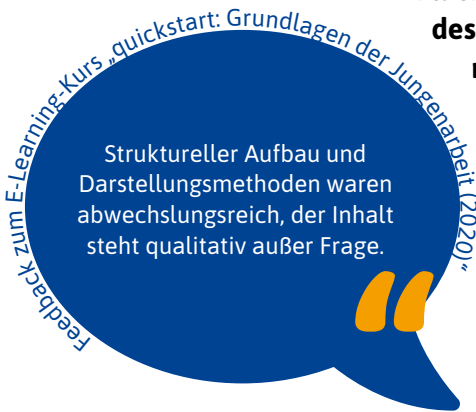 des
Feedback zum E-Learning-Kurs „quickstart: Grundlagen der Jungenarbeit (2020)“
Struktureller Aufbau und
Darstellungsmethoden waren
abwechslungsreich, der Inhalt
steht qualitativ außer Frage.
“